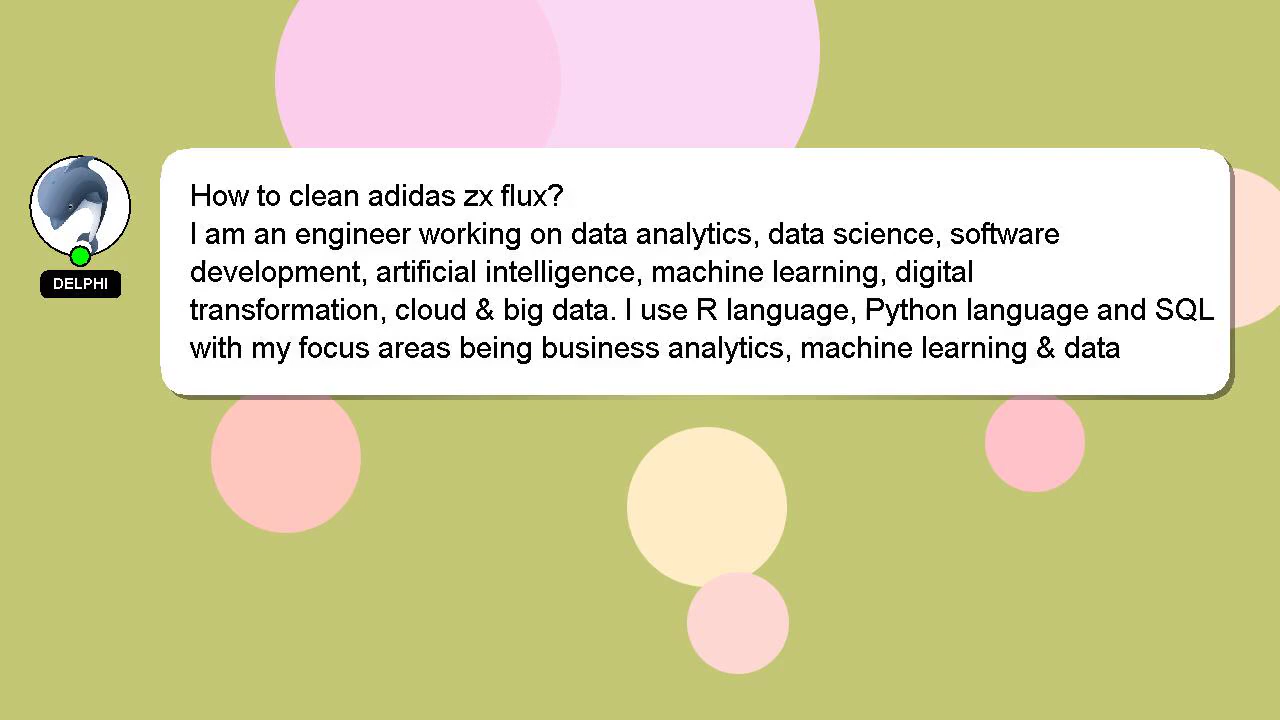 How to clean adidas zx flux?
I am an engineer working on data analytics, data science, software
development, artificial intelligence, machine learning, digital
transformation, cloud & big data. I use R language, Python language and SQL
with my focus areas being business analytics, machine learning & data
DELPHI